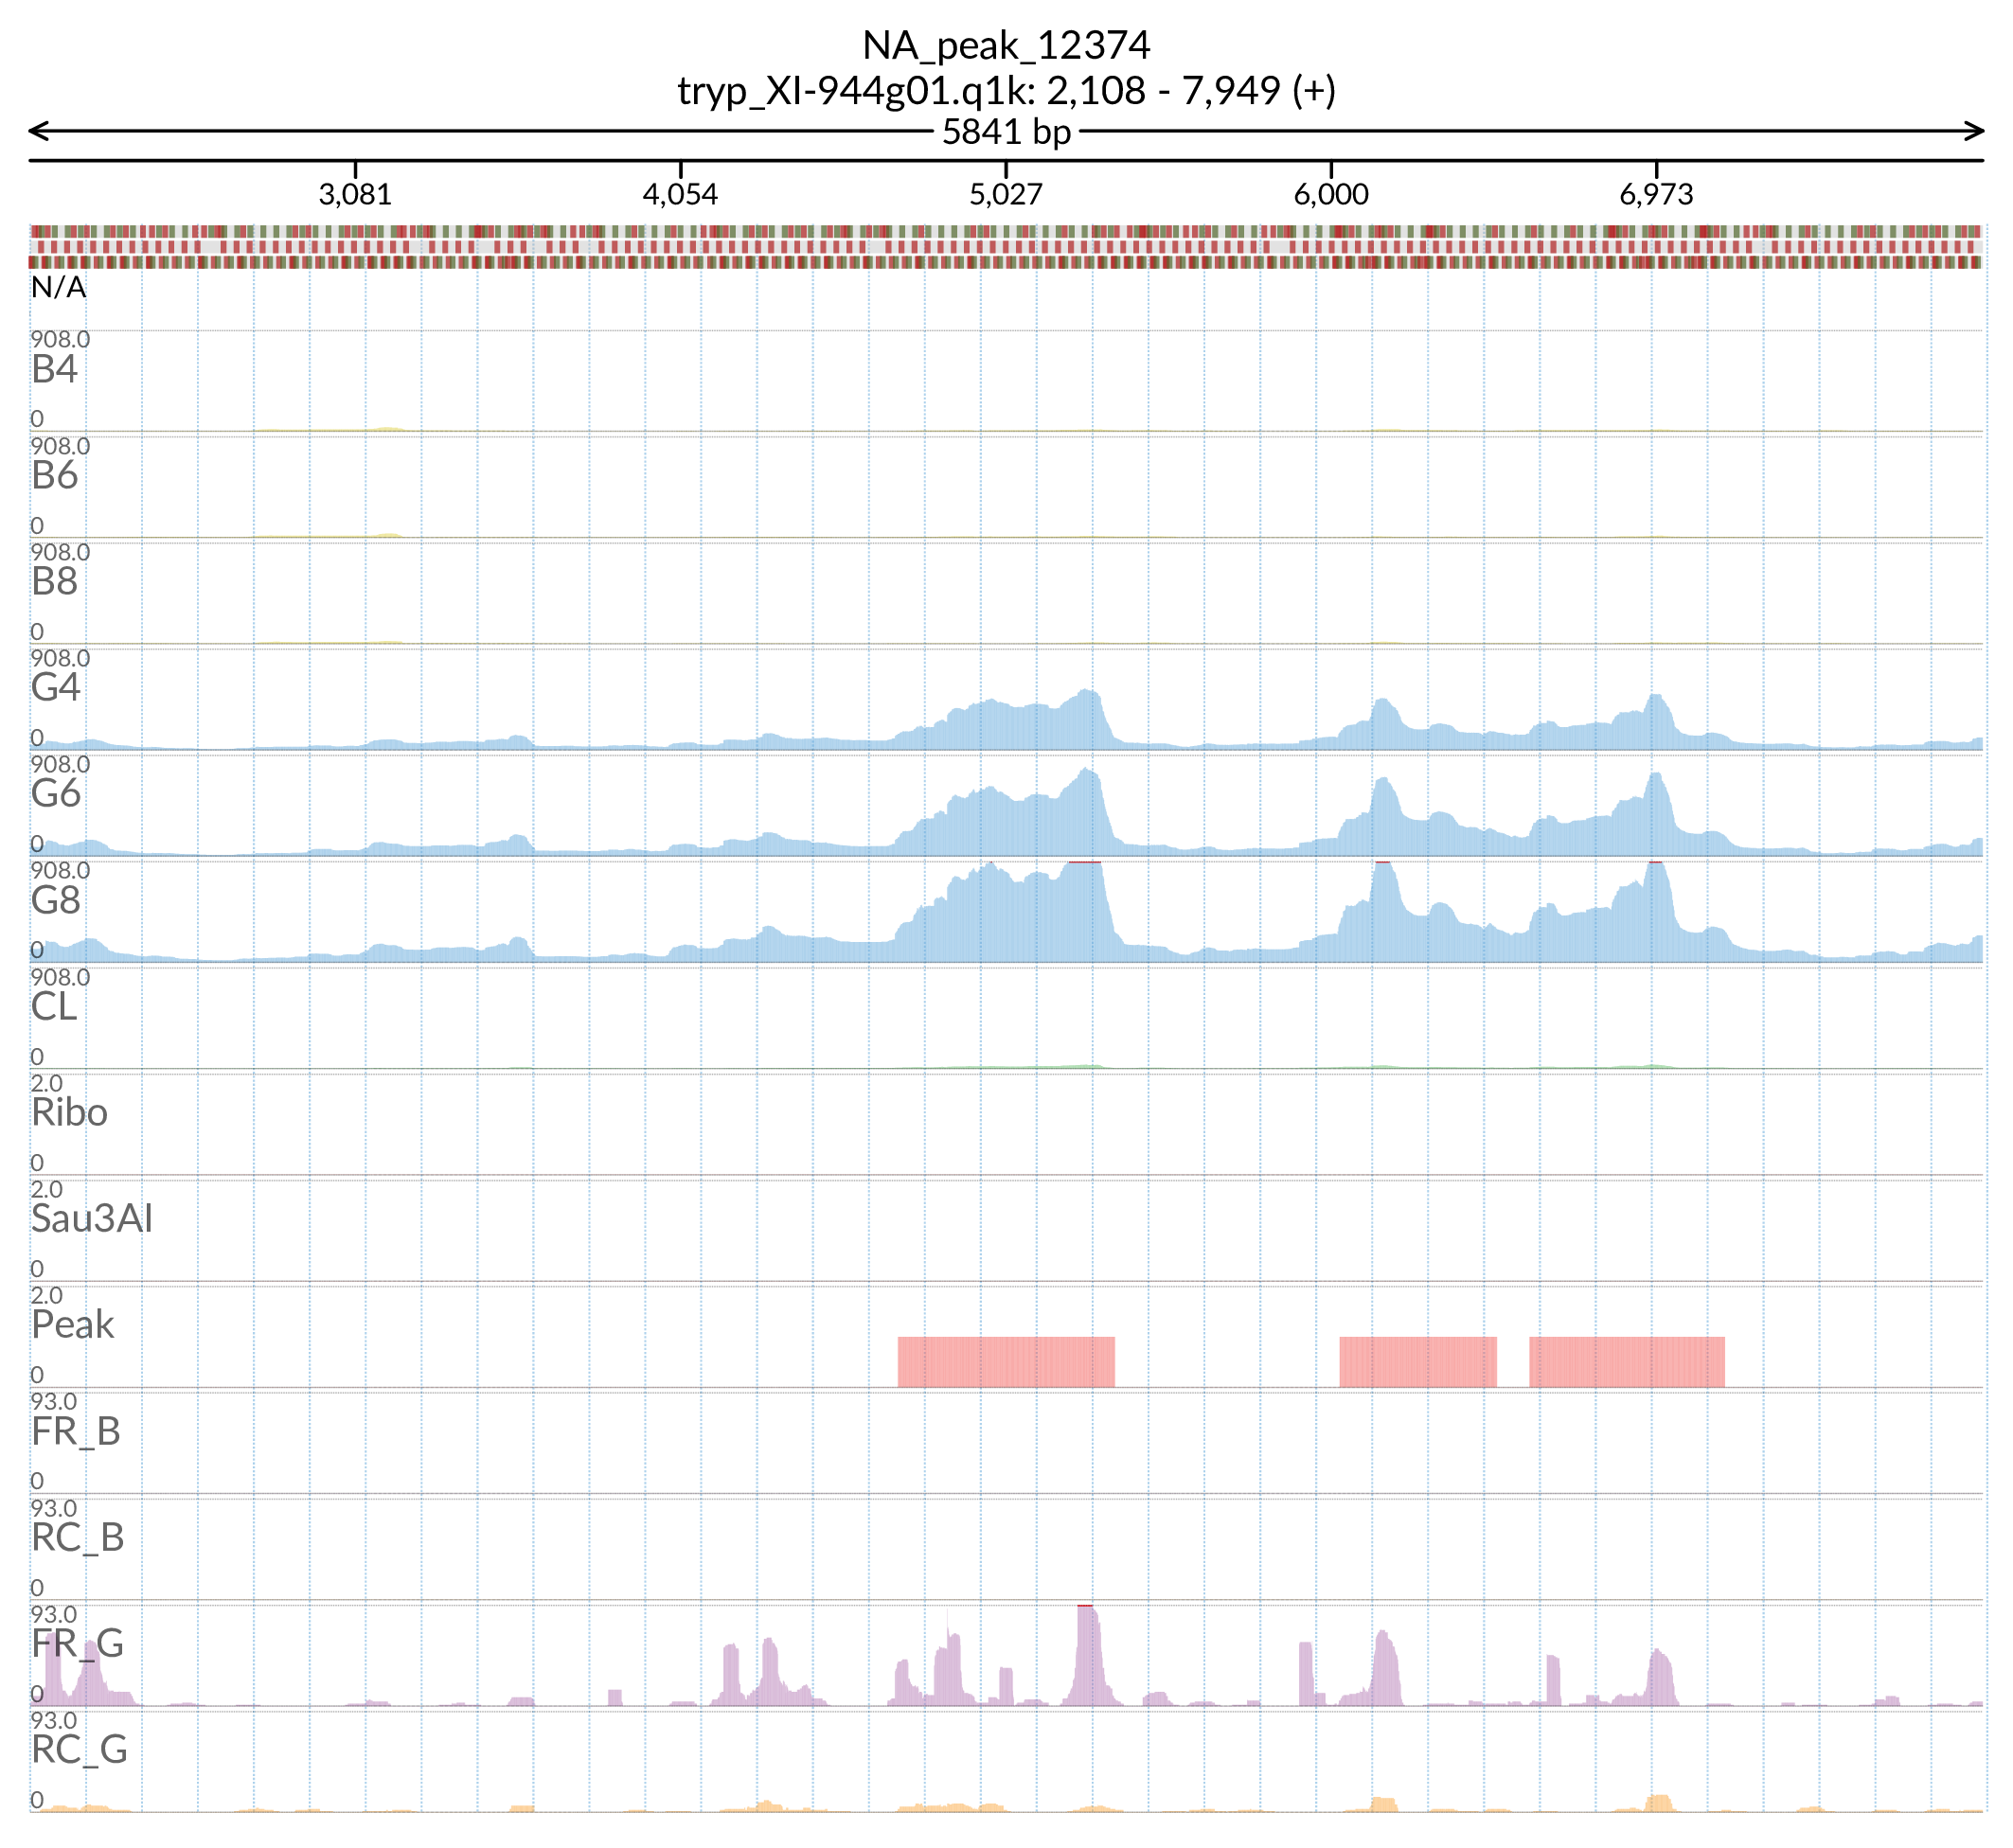 NA_peak_12374
tryp_XI-944g01.q1k: 2,108 - 7,949 (+)
5841 bp
3,081 4,054 5,027 6,000 6,973
N/A
908.0
B4
0
908.0
B6
0
908.0
B8
0
908.0
G4
0
908.0
G6
0
908.0
G8
0
908.0
CL
0
2.0
Ribo
0
2.0
Sau3AI
0
2.0
Peak
0
93.0
FR_B
0
93.0
RC_B
0
93.0
FR_G
0
93.0
RC_G
0